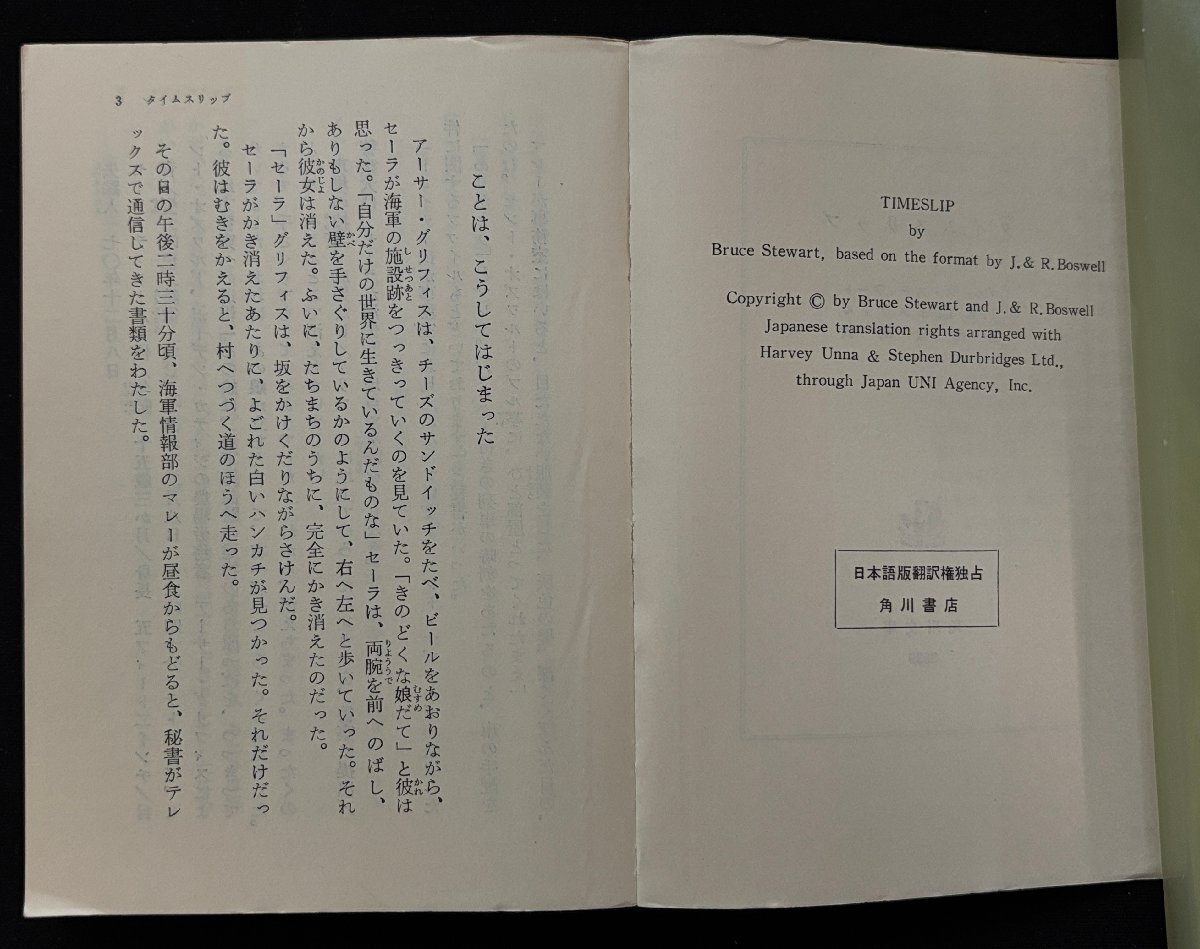 TIMESLIP
by
Bruce Stewart, based on the format by J. & R. Boswell
Copyright © by Bruce Stewart and J. & R. Boswell
Japanese translation rights arranged with
Harvey Unna & Stephen Durbridges Ltd.,
through Japan UNI Agency, Inc.
日本語版翻訳権独占
角川書店
3 タイムスリップ
ことは、こうしてはじまった
アーサー・グリフィスは、チーズのサンドイッチをたべ、ビールをあおりながら、
セーラが海軍の施設跡をつっきっていくのを見ていた。「きのどくな娘だて」と彼は
思った。「自分だけの世界に生きているんだものな」セーラは、両腕を前へのばし、
ありもしない壁を手さぐりしているかのようにして、右へ左へと歩いていった。それ
から彼女は消えた。ふいに、たちまちのうちに、完全にかき消えたのだった。
「セーラ」グリフィスは、坂をかけくだりながらさけんだ。
セーラがかき消えたあたりに、よごれた白いハンカチが見つかった。それだけだっ
た。彼はむきをかえると、村へつづく道のほうへ走った。
その日の午後二時三十分頃、海軍情報部のマレーが昼食からもどると、秘書がテレ
ックスで通信してきた書類をわたした。